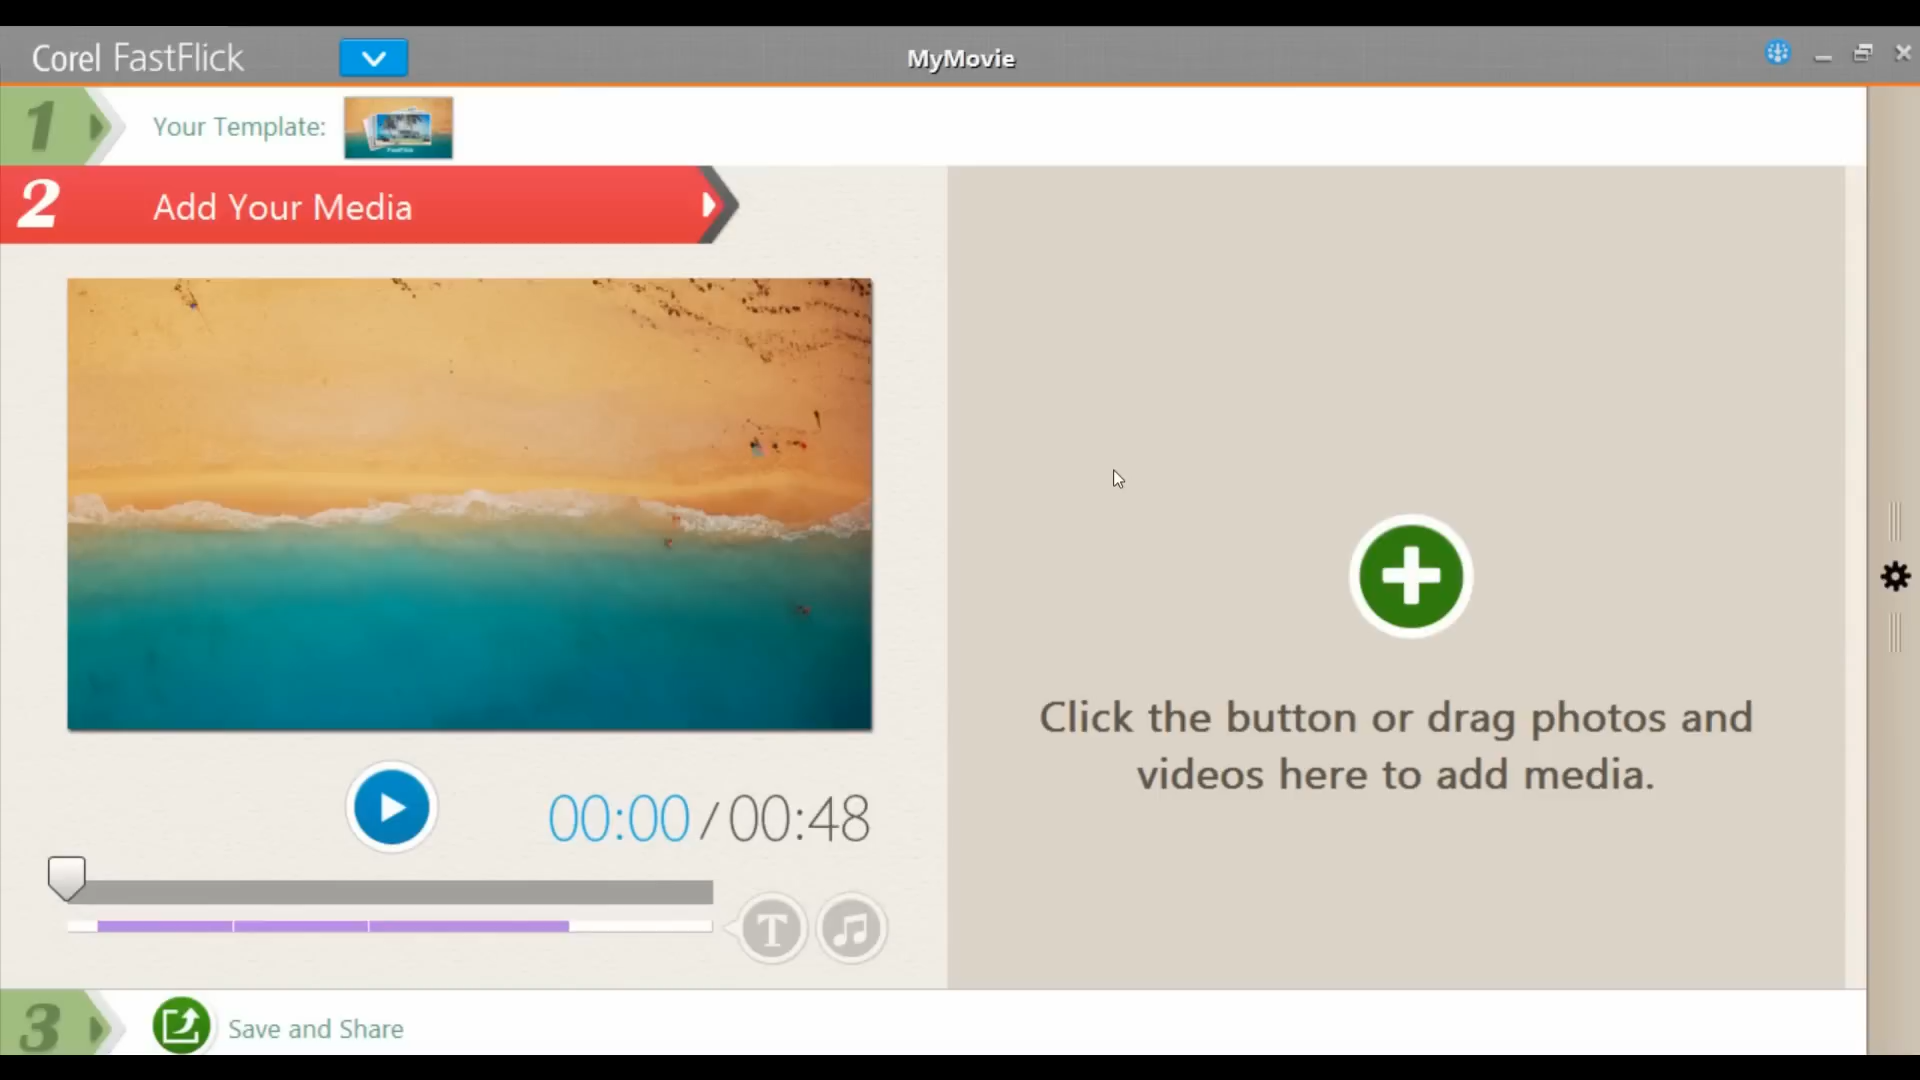 Corel FastFlick
MyMovie
1
Your Template:
2
Add Your Media
Click the button or drag photos and
videos here to add media.
00:00/00:48
T
3
Save and Share